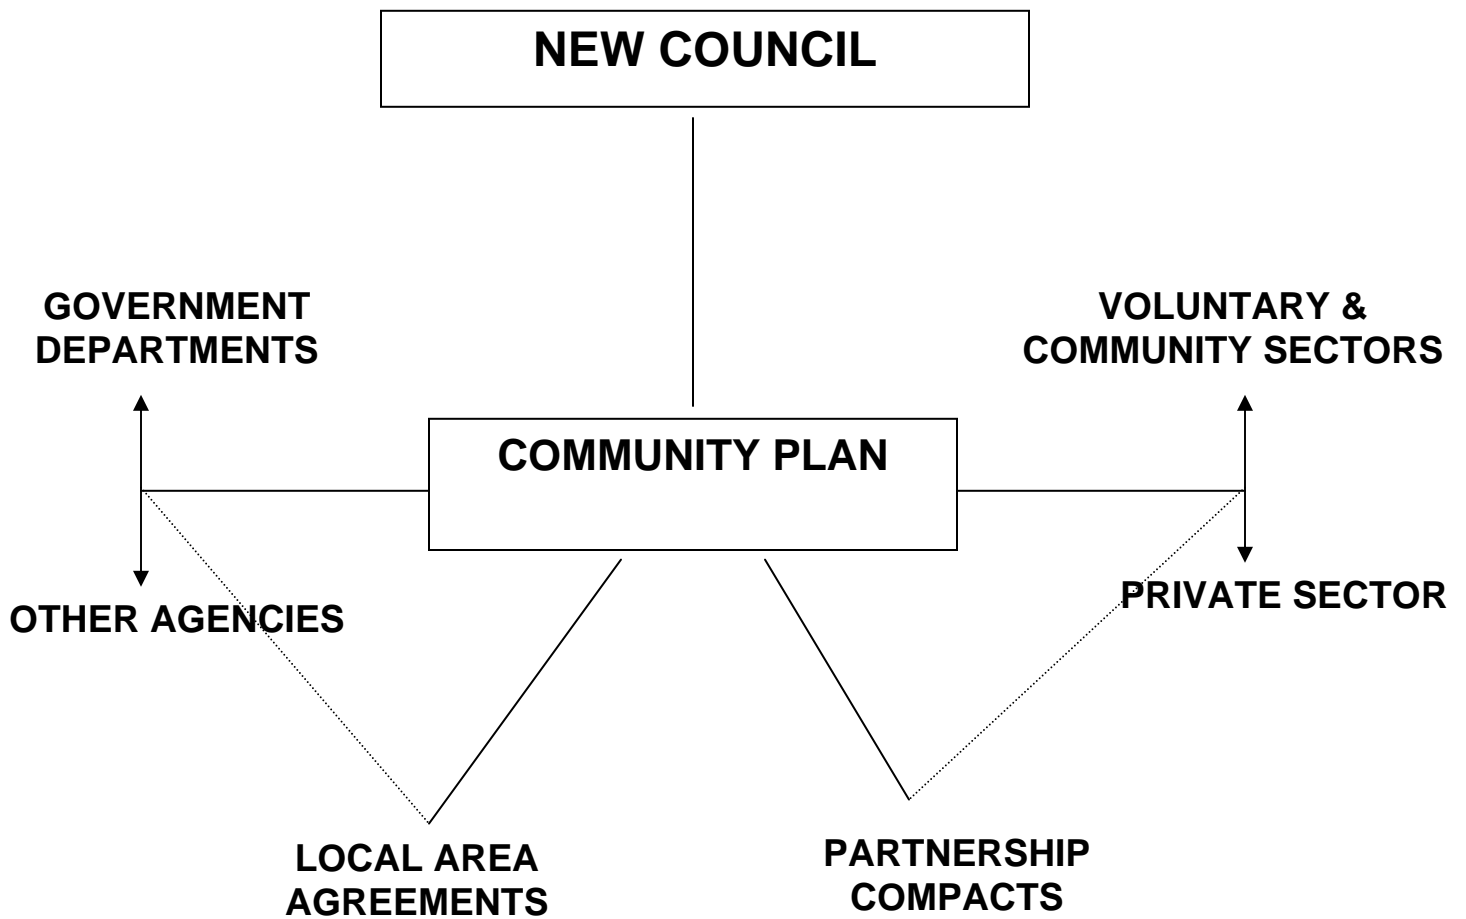 NEW COUNCIL
GOVERNMENT
DEPARTMENTS
VOLUNTARY &
COMMUNITY SECTORS
COMMUNITY PLAN
OTHER AGENCIES
PRIVATE SECTOR
LOCAL AREA
AGREEMENTS
PARTNERSHIP
COMPACTS